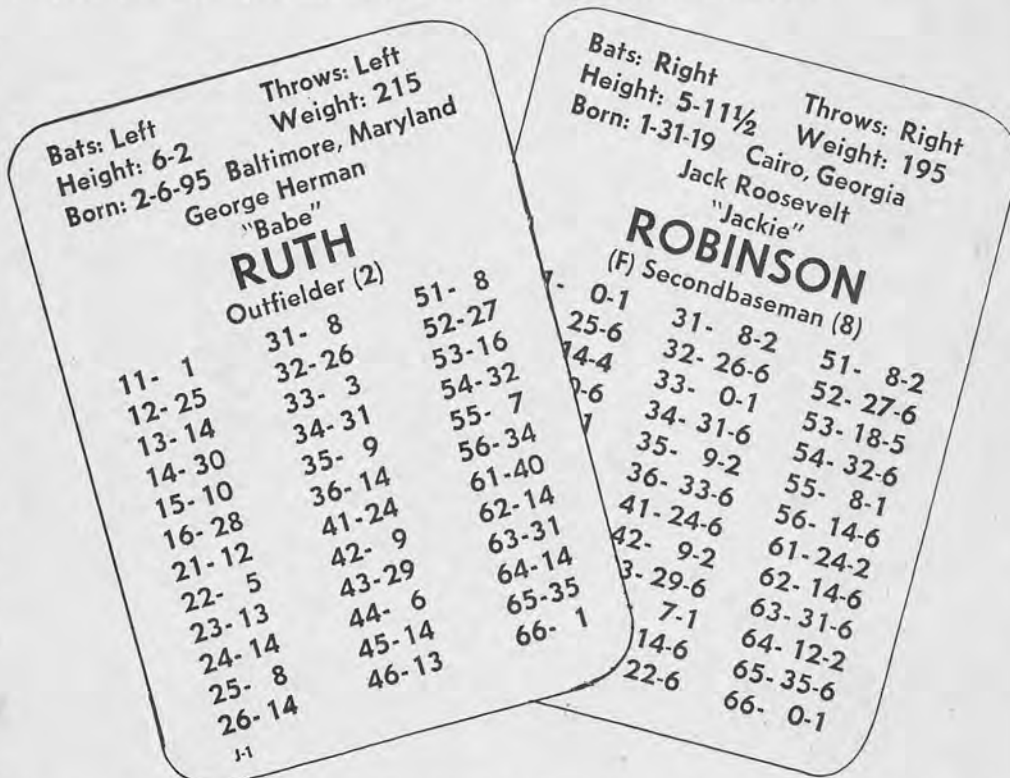 Bats: Left Throws: Left
Height: 6-2 Weight: 215
Born: 2-6-95 Baltimore, Maryland
George Herman
"Babe"
RUTH
Outfielder (2)
11- 1 31- 8 51- 8
12-25 32-26 52-27
13-14 33- 3 53-16
14-30 34-31 54-32
15-10 35- 9 55- 7
16-28 36-14 56-34
21-12 41-24 61-40
22- 5 42- 9 62-14
23-13 43-29 63-31
24-14 44- 6 64-14
25- 8 45-14 65-35
26-14 46-13 66- 1
J-1
Bats: Right Throws: Right
Height: 5-11½ Weight: 195
Born: 1-31-19 Cairo, Georgia
Jack Roosevelt
"Jackie"
ROBINSON
(F) Secondbaseman (8)
0-1 31- 8-2 51- 8-2
25-6 32- 26-6 52- 27-6
14-4 33- 0-1 53- 18-5
-6 34- 31-6 54- 32-6
35- 9-2 55- 8-1
36- 33-6 56- 14-6
41- 24-6 61- 24-2
42- 9-2 62- 14-6
3- 29-6 63- 31-6
7-1 64- 12-2
14-6 65- 35-6
22-6 66- 0-1